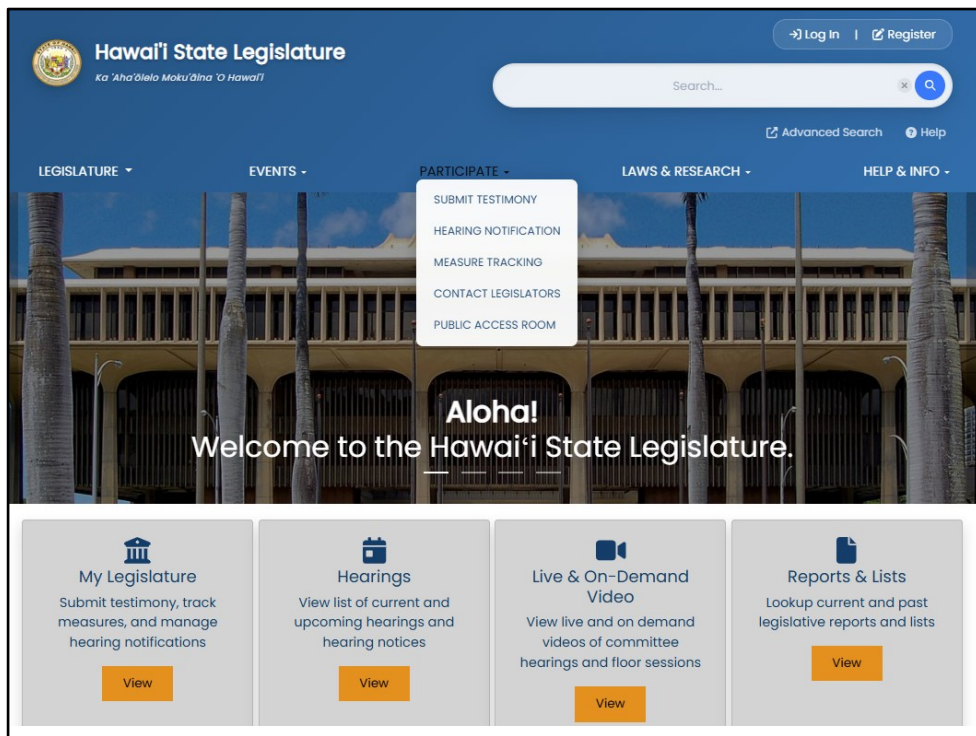 Hawai'i State Legislature
Ka 'Aha'ōlelo Moku'āina 'O Hawai'i
Log In | Register
Search...
Advanced Search Help
LEGISLATURE EVENTS PARTICIPATE LAWS & RESEARCH HELP & INFO
SUBMIT TESTIMONY
HEARING NOTIFICATION
MEASURE TRACKING
CONTACT LEGISLATORS
PUBLIC ACCESS ROOM
Aloha!
Welcome to the Hawaiʻi State Legislature.
My Legislature
Submit testimony, track
measures, and manage
hearing notifications
View
Hearings
View list of current and
upcoming hearings and
hearing notices
View
Live & On-Demand
Video
View live and on demand
videos of committee
hearings and floor sessions
View
Reports & Lists
Lookup current and past
legislative reports and lists
View